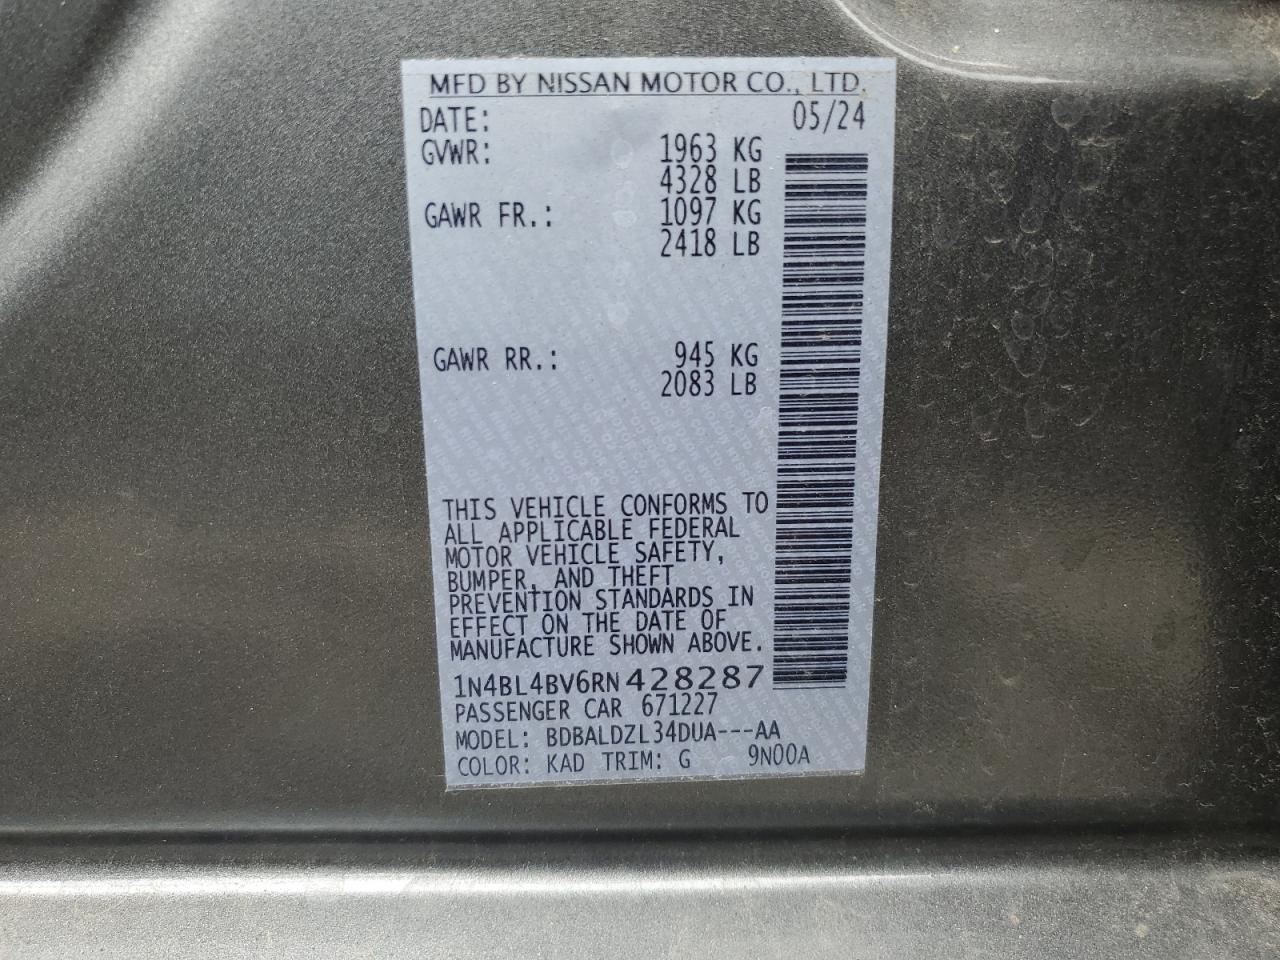 MFD BY NISSAN MOTOR CO., LTD.
DATE: 05/24
GVWR: 1963 KG
4328 LB
GAWR FR.: 1097 KG
2418 LB
GAWR RR.: 945 KG
2083 LB
THIS VEHICLE CONFORMS TO
ALL APPLICABLE FEDERAL
MOTOR VEHICLE SAFETY,
BUMPER, AND THEFT
PREVENTION STANDARDS IN
EFFECT ON THE DATE OF
MANUFACTURE SHOWN ABOVE.
1N4BL4BV6RN428287
PASSENGER CAR 671227
MODEL: BDBALDZL34DUA---AA
COLOR: KAD TRIM: G 9N00A